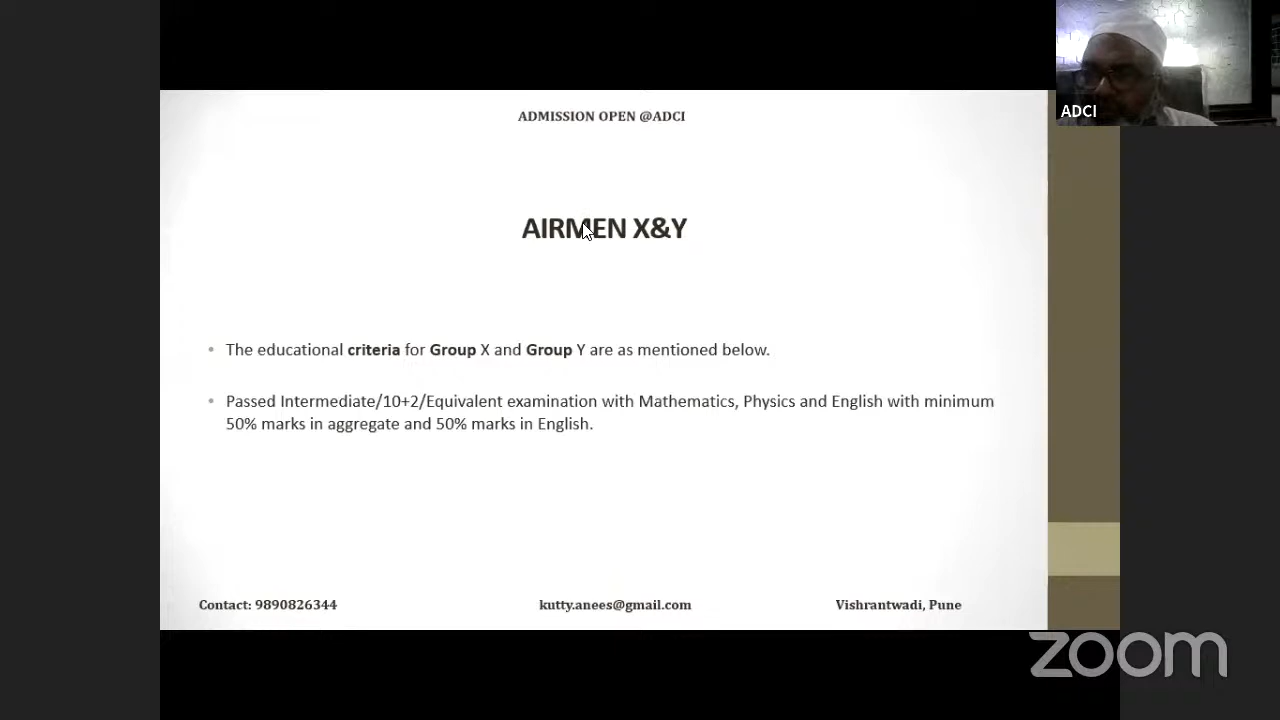 ADMISSION OPEN @ADCI
ADCI
AIRMEN X&Y
• The educational criteria for Group X and Group Y are as mentioned below.
• Passed Intermediate/10+2/Equivalent examination with Mathematics, Physics and English with minimum
50% marks in aggregate and 50% marks in English.
Contact: 9890826344
kutty.anees@gmail.com
Vishrantwadi, Pune
zoom